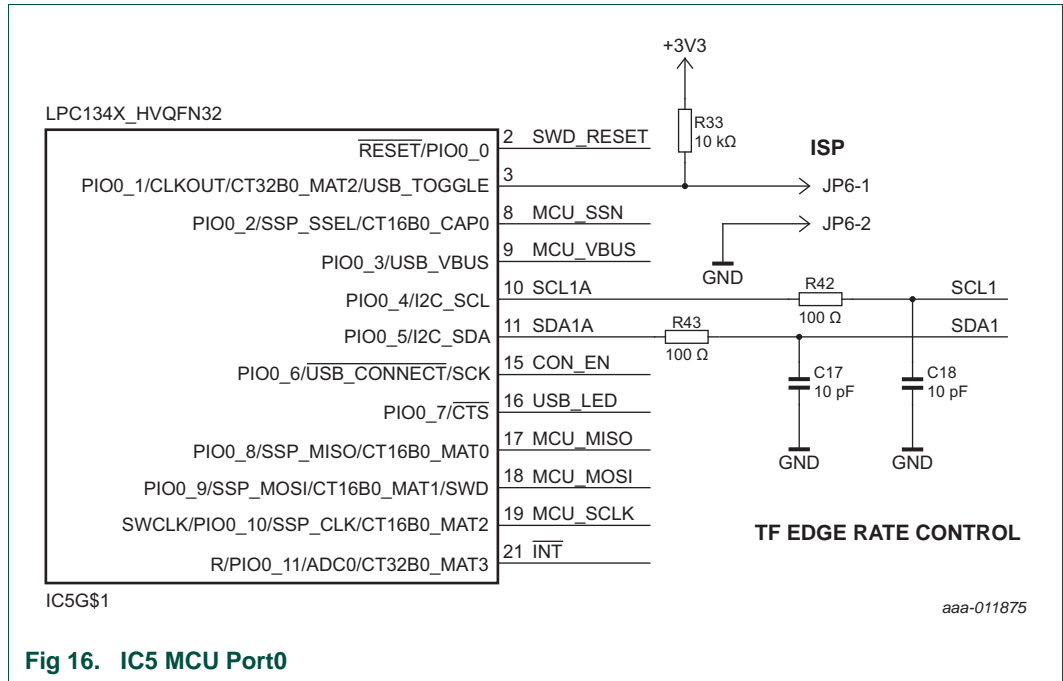 +3V3
LPC134X_HVQFN32
R33
10 kΩ
ISP
RESET/PIO0_0
2 SWD_RESET
PIO0_1/CLKOUT/CT32B0_MAT2/USB_TOGGLE
3
JP6-1
PIO0_2/SSP_SSEL/CT16B0_CAP0
8 MCU_SSN
JP6-2
PIO0_3/USB_VBUS
9 MCU_VBUS
GND
PIO0_4/I2C_SCL
10 SCL1A
R42
100 Ω
SCL1
PIO0_5/I2C_SDA
11 SDA1A
R43
100 Ω
SDA1
PIO0_6/USB_CONNECT/SCK
15 CON_EN
C17
10 pF
C18
10 pF
PIO0_7/CTS
16 USB_LED
PIO0_8/SSP_MISO/CT16B0_MAT0
17 MCU_MISO
GND
GND
PIO0_9/SSP_MOSI/CT16B0_MAT1/SWD
18 MCU_MOSI
SWCLK/PIO0_10/SSP_CLK/CT16B0_MAT2
19 MCU_SCLK
TF EDGE RATE CONTROL
R/PIO0_11/ADC0/CT32B0_MAT3
21 INT
IC5G$1
aaa-011875
Fig 16. IC5 MCU Port0